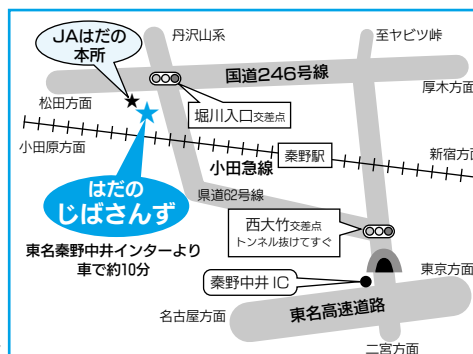 丹沢山系
至ヤビツ峠
JAはだの
本所
国道246号線
松田方面
厚木方面
堀川入口交差点
小田原方面
小田急線
秦野駅
新宿方面
はだの
じばさんず
県道62号線
西大竹交差点
トンネル抜けてすぐ
東名秦野中井インターより
車で約10分
秦野中井IC
東京方面
東名高速道路
名古屋方面
二宮方面